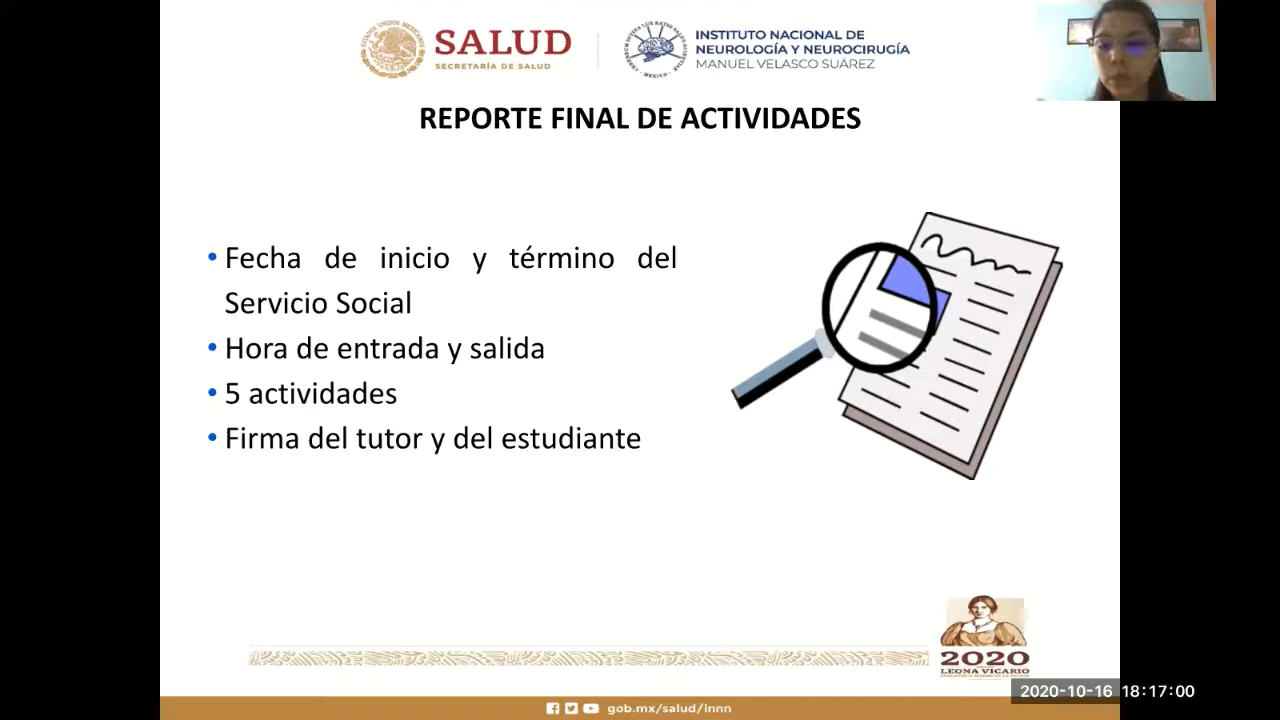 SALUD
SECRETARÍA DE SALUD
INSTITUTO NACIONAL DE
NEUROLOGÍA Y NEUROCIRUGÍA
MANUEL VELASCO SUÁREZ
REPORTE FINAL DE ACTIVIDADES
• Fecha de inicio y término del
Servicio Social
• Hora de entrada y salida
• 5 actividades
• Firma del tutor y del estudiante
2020
LEONA VICARIO
2020-10-16 18:17:00
gob.mx/salud/innn